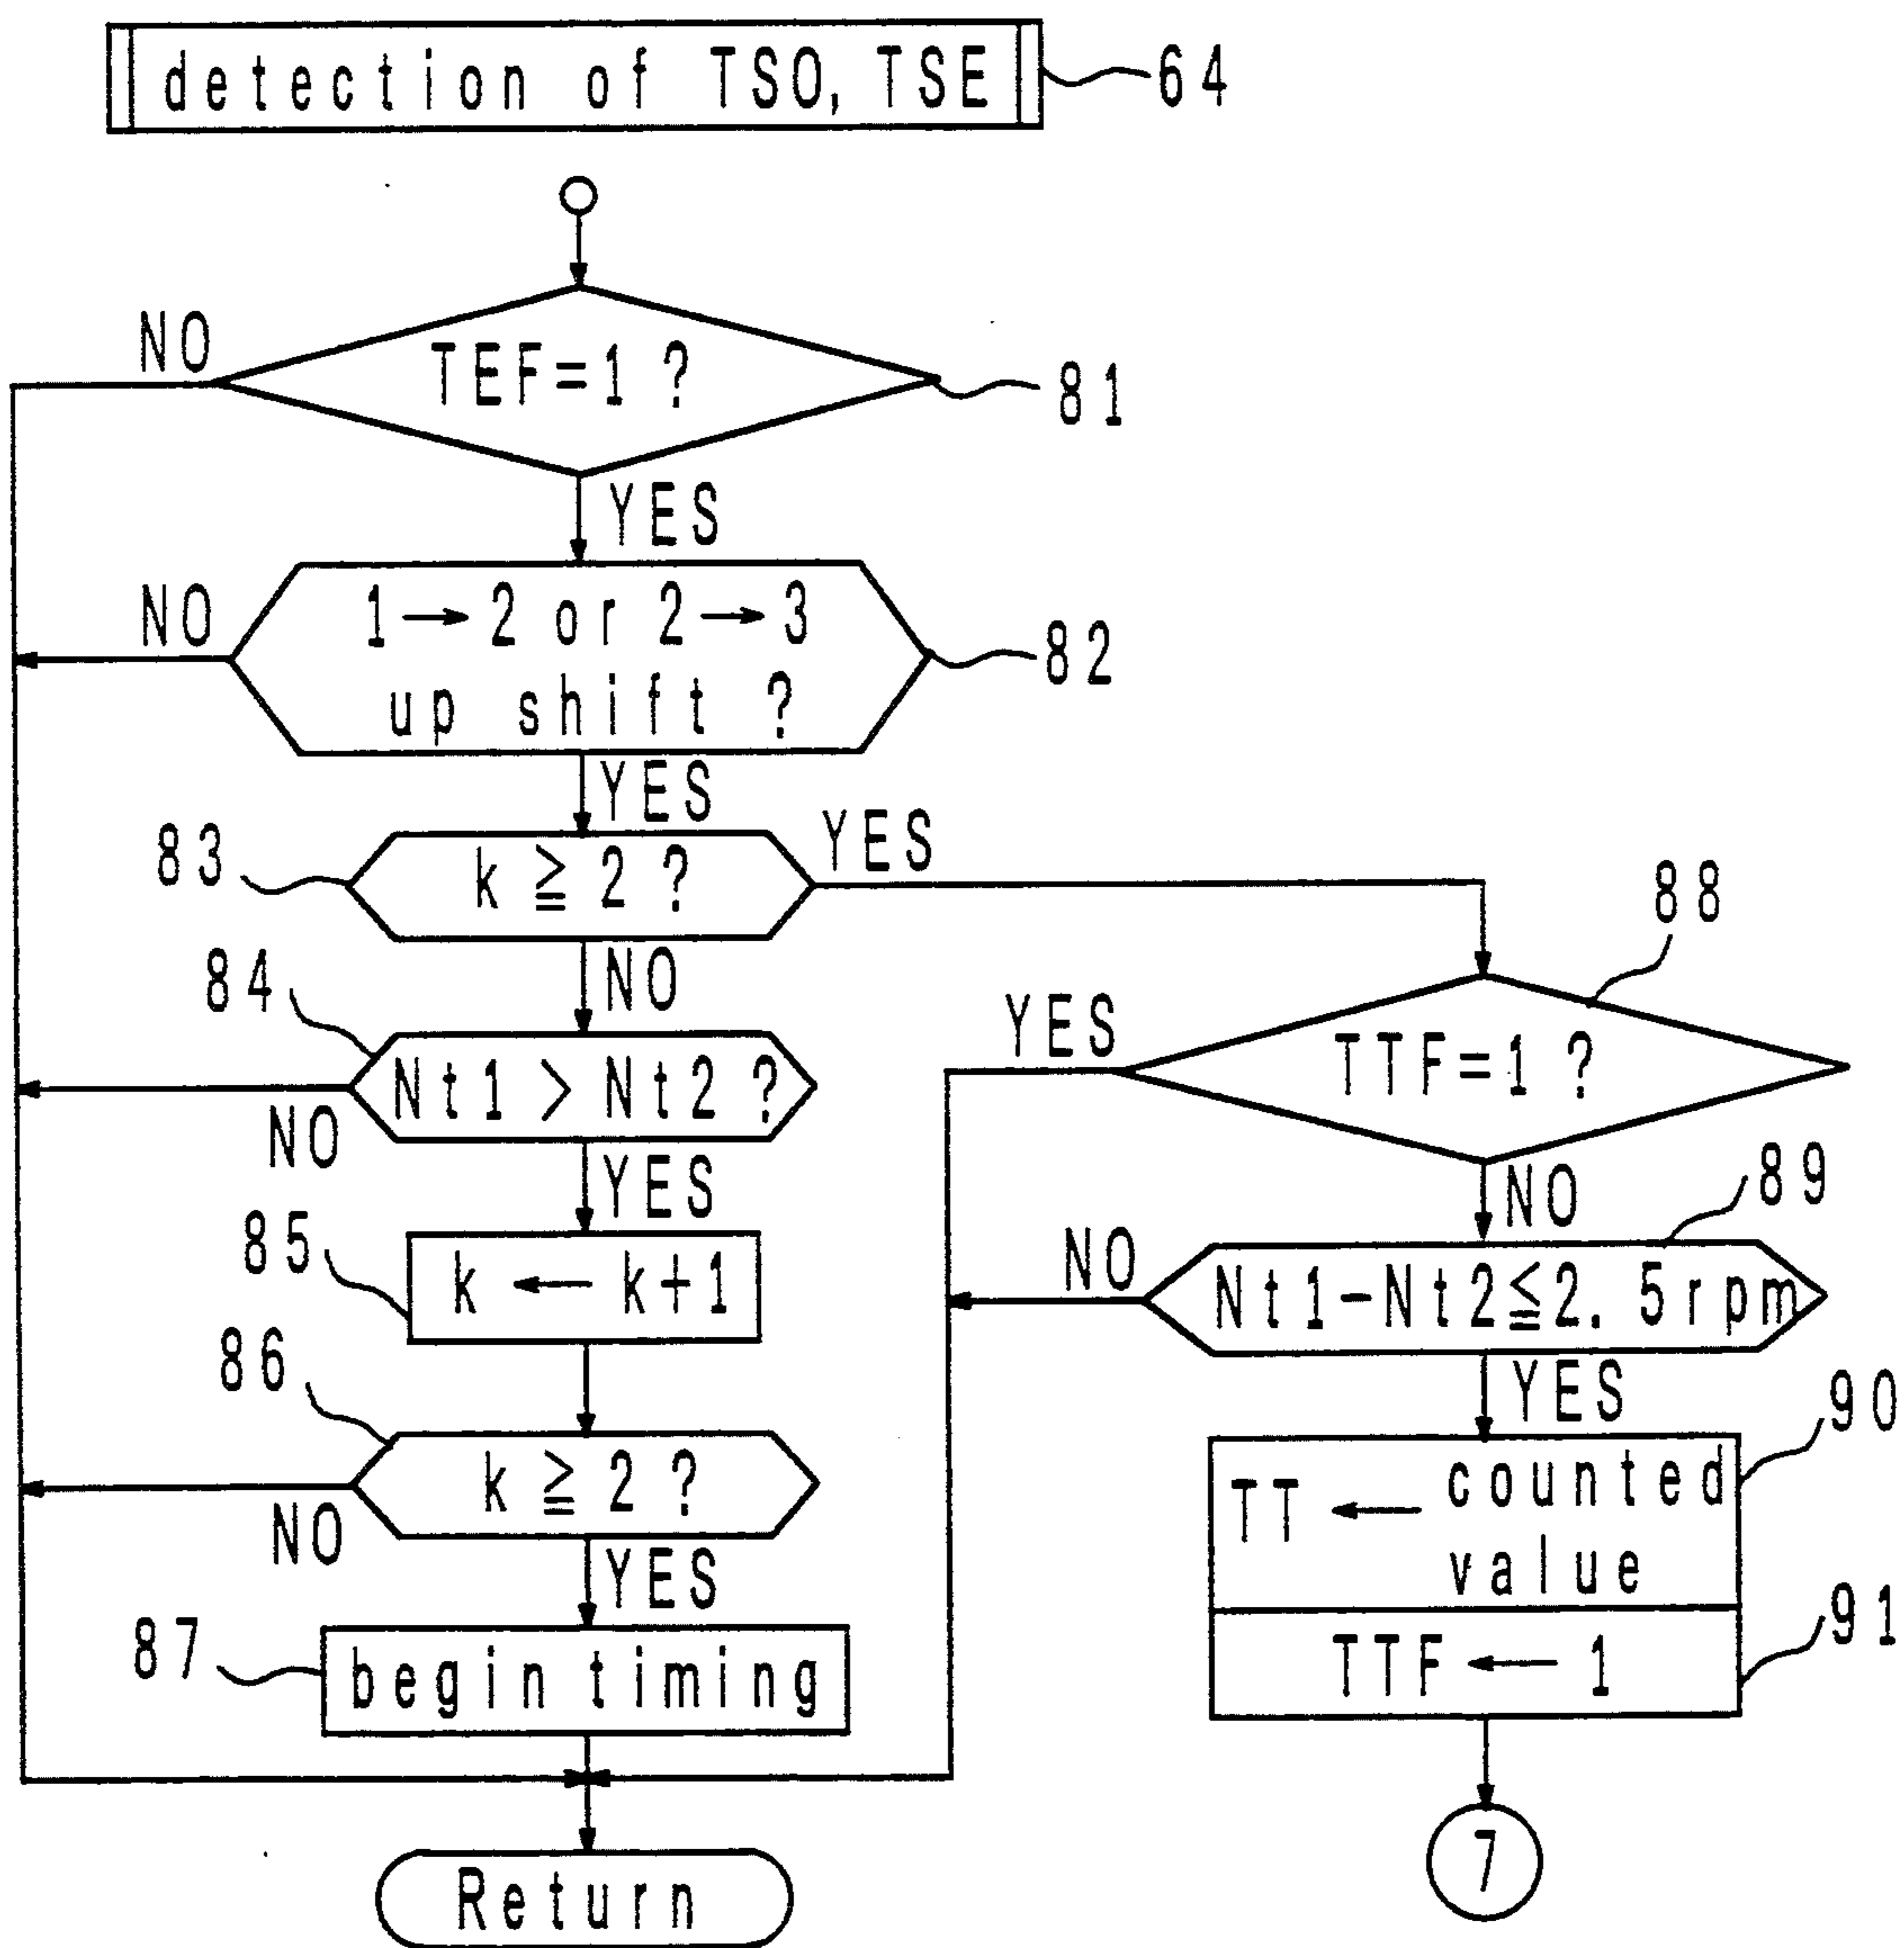 detection of TSO, TSE
64
NO
TEF=1 ?
81
YES
NO
1→2 or 2→3
up shift ?
82
YES
83
k ≧ 2 ?
YES
NO
84
Nt1 > Nt2 ?
NO
YES
85
k ← k+1
86
k ≧ 2 ?
NO
YES
87
begin timing
Return
88
YES
TTF=1 ?
NO
89
NO
Nt1-Nt2≦2. 5rpm
YES
90
TT ← counted
value
91
TTF ← 1
7